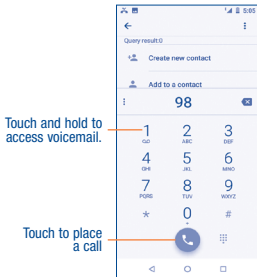 5:05
Query result:0
Create new contact
Add to a contact
98
Touch and hold to
access voicemail.
1 2 3
ABC DEF
4 5 6
GHI JKL MNO
7 8 9
PQRS TUV WXYZ
* 0 #
+
Touch to place
a call